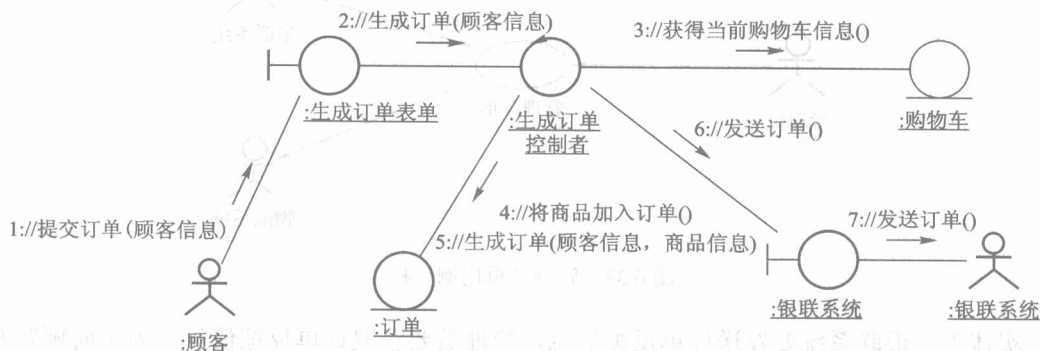 2://生成订单(顾客信息)
3://获得当前购物车信息()
:生成订单表单
:生成订单
控制者
:购物车
6://发送订单()
1://提交订单(顾客信息)
4://将商品加入订单()
5://生成订单(顾客信息，商品信息)
7://发送订单()
:顾客
:订单
:银联系统
:银联系统